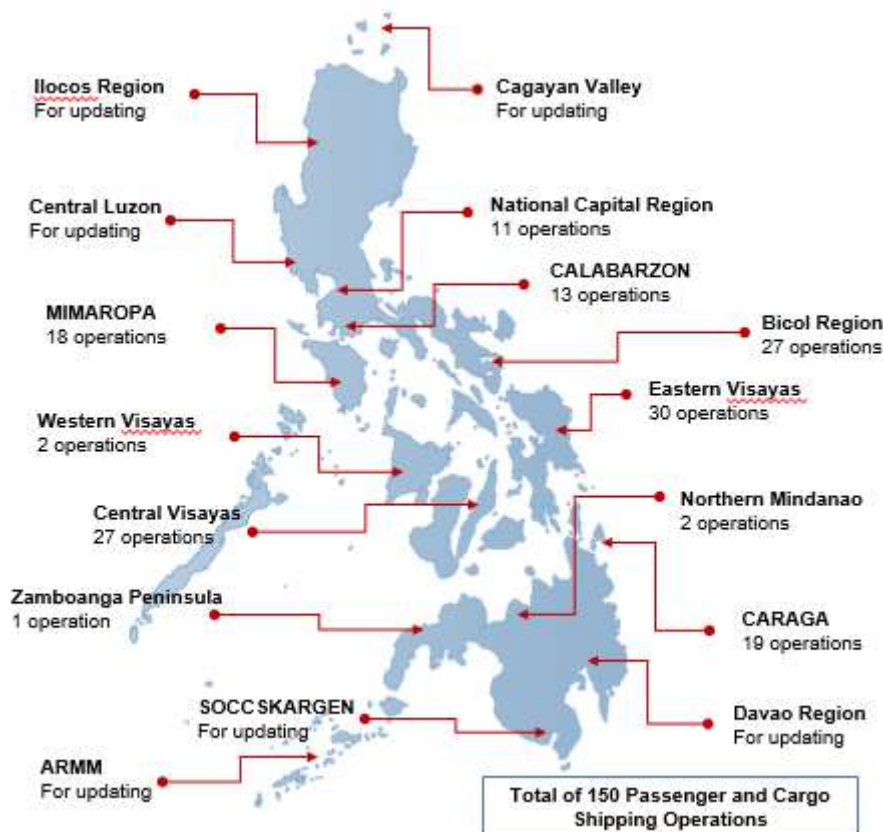 Ilocos Region
For updating
Cagayan Valley
For updating
Central Luzon
For updating
National Capital Region
11 operations
CALABARZON
13 operations
MIMAROPA
18 operations
Bicol Region
27 operations
Eastern Visayas
30 operations
Western Visayas
2 operations
Northern Mindanao
2 operations
Central Visayas
27 operations
Zamboanga Peninsula
1 operation
CARAGA
19 operations
SOCCSKARGEN
For updating
Davao Region
For updating
ARMM
For updating
Total of 150 Passenger and Cargo
Shipping Operations